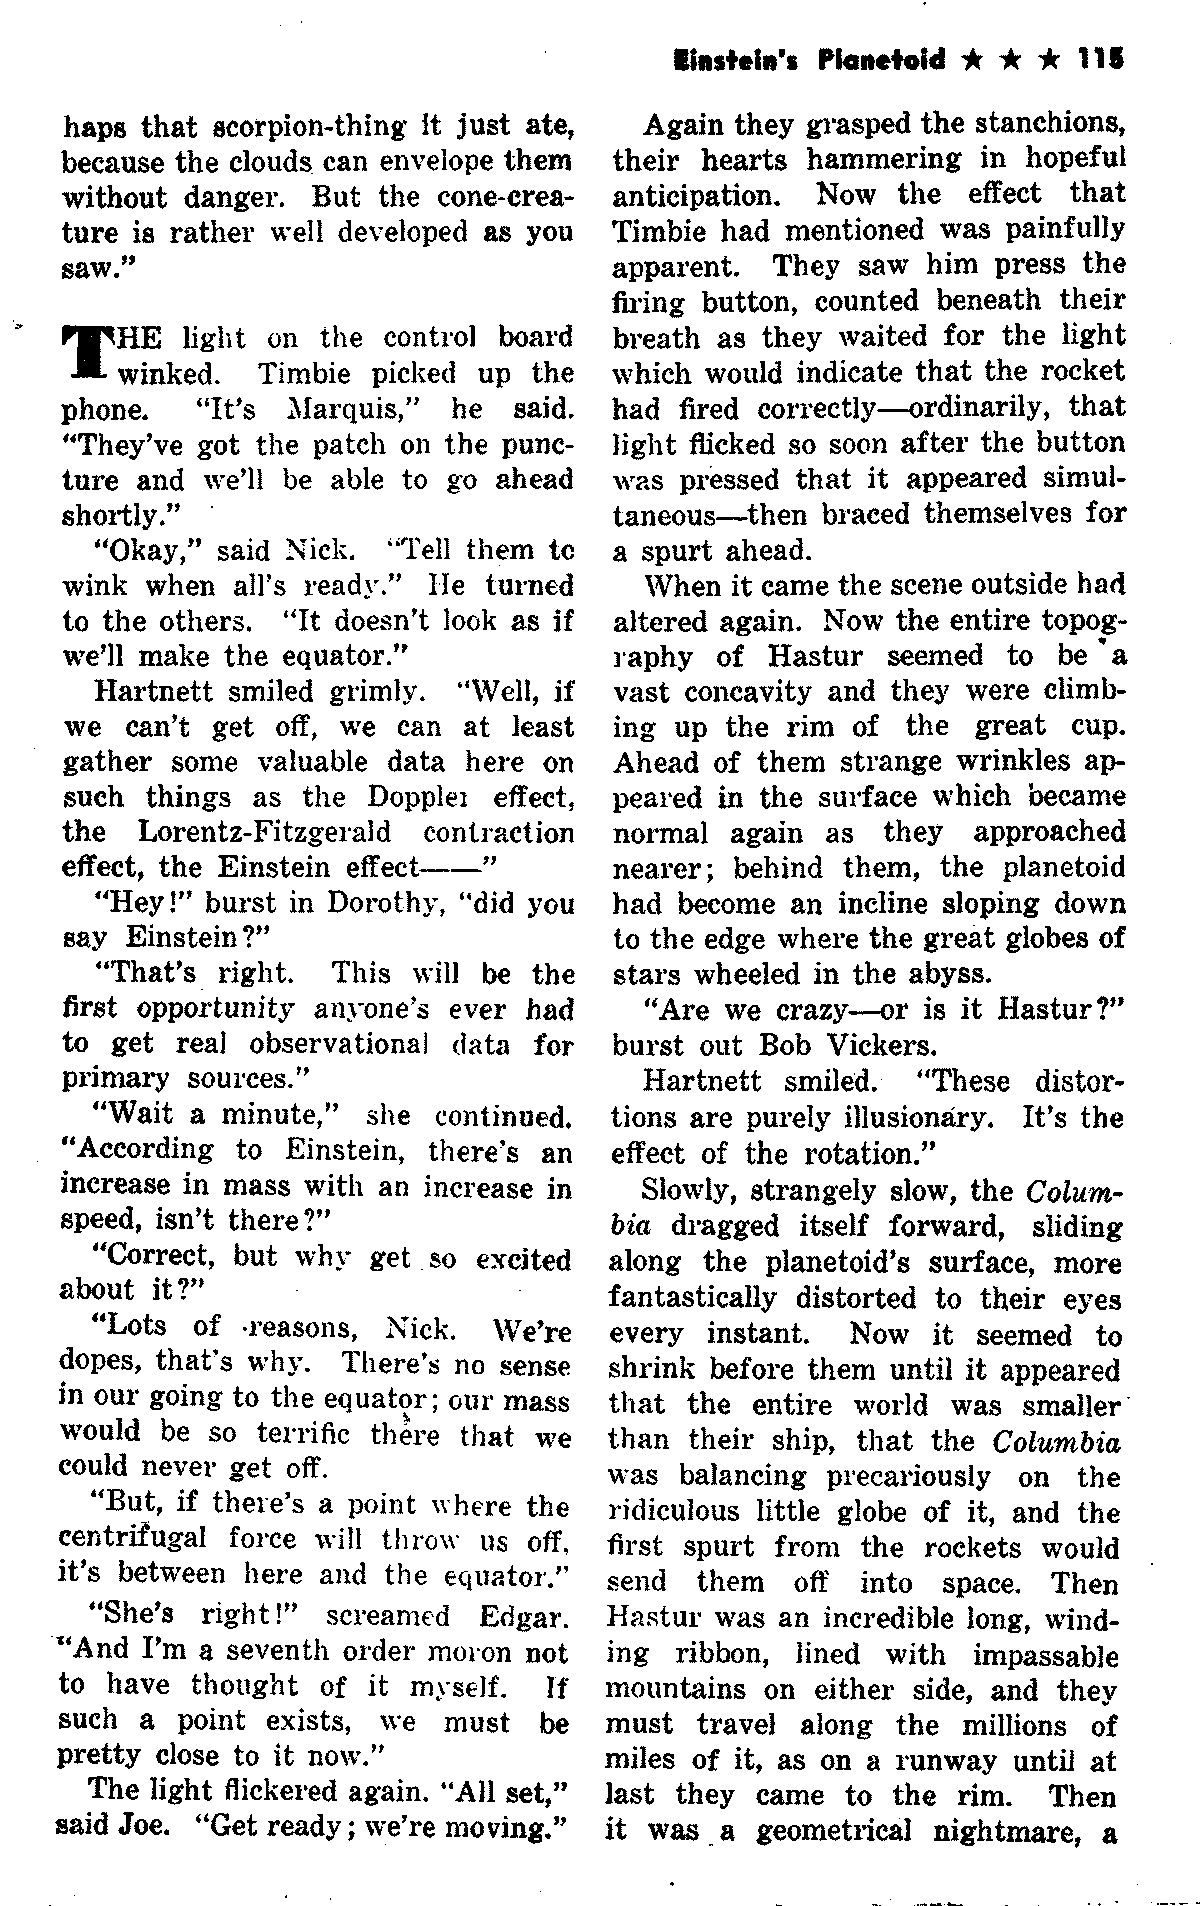 Einstein's Planetoid ★ ★ ★ 115
haps that scorpion-thing it just ate,
because the clouds can envelope them
without danger. But the cone-crea-
ture is rather well developed as you
saw."
THE light on the control board
winked. Timbie picked up the
phone. "It's Marquis," he said.
"They've got the patch on the punc-
ture and we'll be able to go ahead
shortly."
"Okay," said Nick. "Tell them to
wink when all's ready." He turned
to the others. "It doesn't look as if
we'll make the equator."
Hartnett smiled grimly. "Well, if
we can't get off, we can at least
gather some valuable data here on
such things as the Doppler effect,
the Lorentz-Fitzgerald contraction
effect, the Einstein effect——"
"Hey!" burst in Dorothy, "did you
say Einstein?"
"That's right. This will be the
first opportunity anyone's ever had
to get real observational data for
primary sources."
"Wait a minute," she continued.
"According to Einstein, there's an
increase in mass with an increase in
speed, isn't there?"
"Correct, but why get so excited
about it?"
"Lots of reasons, Nick. We're
dopes, that's why. There's no sense
in our going to the equator; our mass
would be so terrific there that we
could never get off.
"But, if there's a point where the
centrifugal force will throw us off,
it's between here and the equator."
"She's right!" screamed Edgar.
"And I'm a seventh order moron not
to have thought of it myself. If
such a point exists, we must be
pretty close to it now."
The light flickered again. "All set,"
said Joe. "Get ready; we're moving."
Again they grasped the stanchions,
their hearts hammering in hopeful
anticipation. Now the effect that
Timbie had mentioned was painfully
apparent. They saw him press the
firing button, counted beneath their
breath as they waited for the light
which would indicate that the rocket
had fired correctly—ordinarily, that
light flicked so soon after the button
was pressed that it appeared simul-
taneous—then braced themselves for
a spurt ahead.
When it came the scene outside had
altered again. Now the entire topog-
raphy of Hastur seemed to be a
vast concavity and they were climb-
ing up the rim of the great cup.
Ahead of them strange wrinkles ap-
peared in the surface which became
normal again as they approached
nearer; behind them, the planetoid
had become an incline sloping down
to the edge where the great globes of
stars wheeled in the abyss.
"Are we crazy—or is it Hastur?"
burst out Bob Vickers.
Hartnett smiled. "These distor-
tions are purely illusionary. It's the
effect of the rotation."
Slowly, strangely slow, the Colum-
bia dragged itself forward, sliding
along the planetoid's surface, more
fantastically distorted to their eyes
every instant. Now it seemed to
shrink before them until it appeared
that the entire world was smaller
than their ship, that the Columbia
was balancing precariously on the
ridiculous little globe of it, and the
first spurt from the rockets would
send them off into space. Then
Hastur was an incredible long, wind-
ing ribbon, lined with impassable
mountains on either side, and they
must travel along the millions of
miles of it, as on a runway until at
last they came to the rim. Then
it was a geometrical nightmare, a